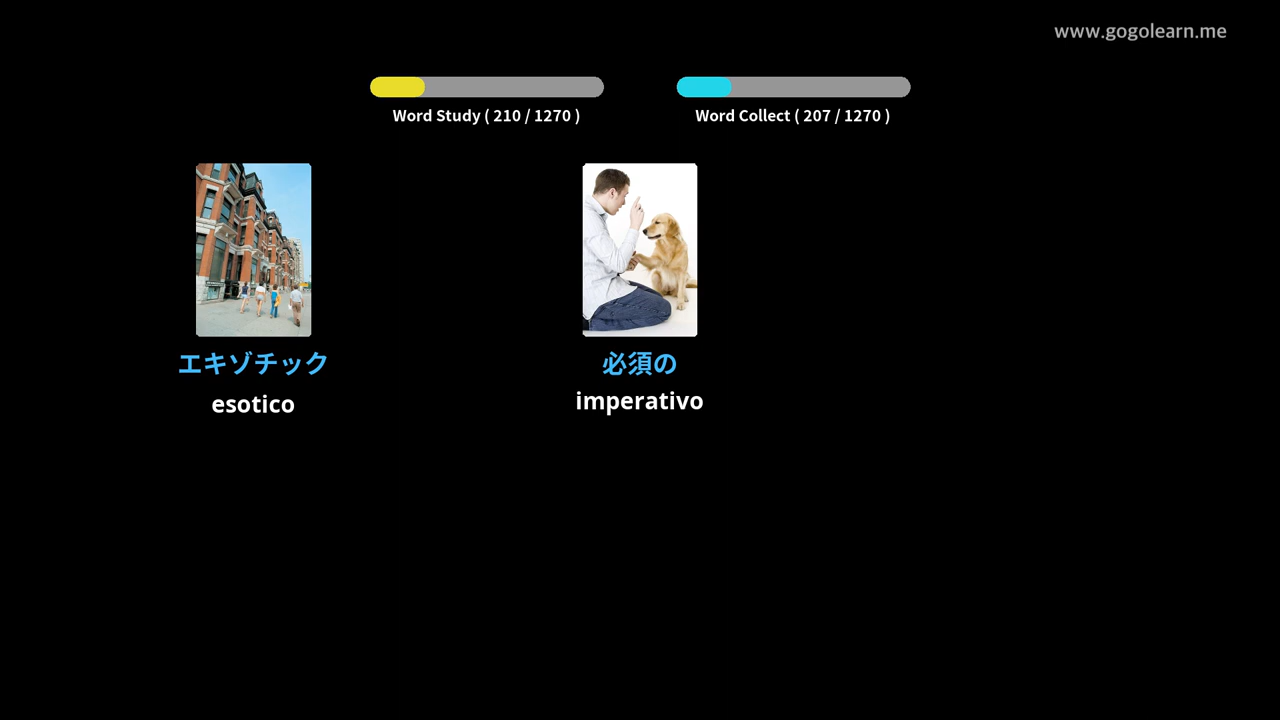 www.gogolearn.me
Word Study ( 210 / 1270 )
Word Collect ( 207 / 1270 )
エキゾチック
esotico
必須の
imperativo